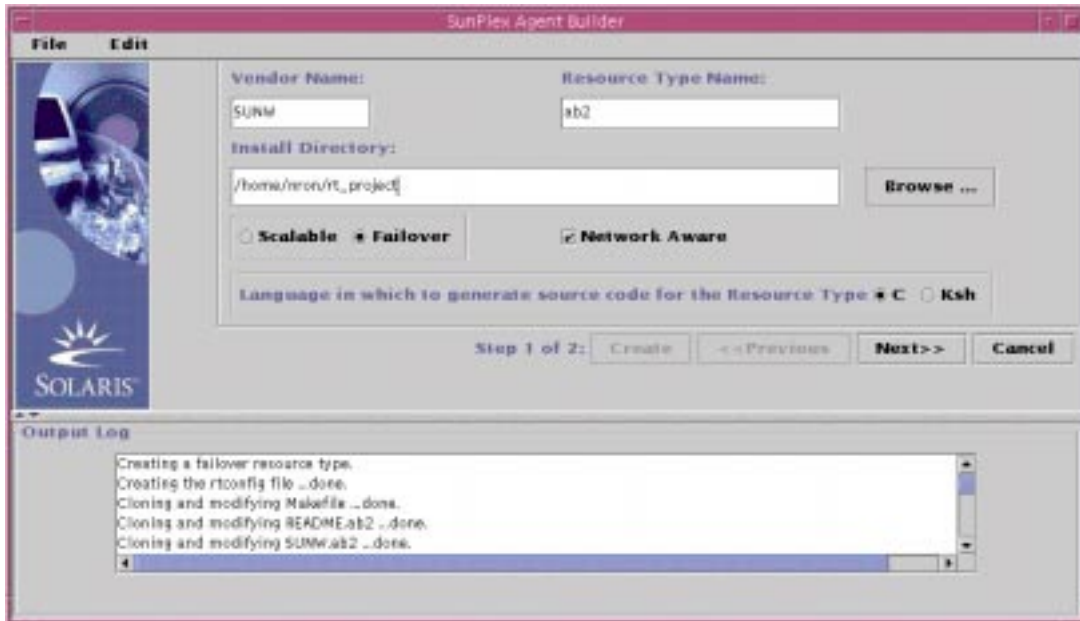 SunPlex Agent Builder
File Edit
Vendor Name: Resource Type Name:
SUNW ab2
Install Directory:
/home/nron/rt_project
Browse ...
Scalable Failover Network Aware
Language in which to generate source code for the Resource Type C Ksh
Step 1 of 2: Create <<Previous Next>> Cancel
SOLARIS
Output Log
Creating a failover resource type.
Creating the rtconfig file ...done.
Cloning and modifying Makefile ...done.
Cloning and modifying README.ab2 ...done.
Cloning and modifying SUNW.ab2 ...done.